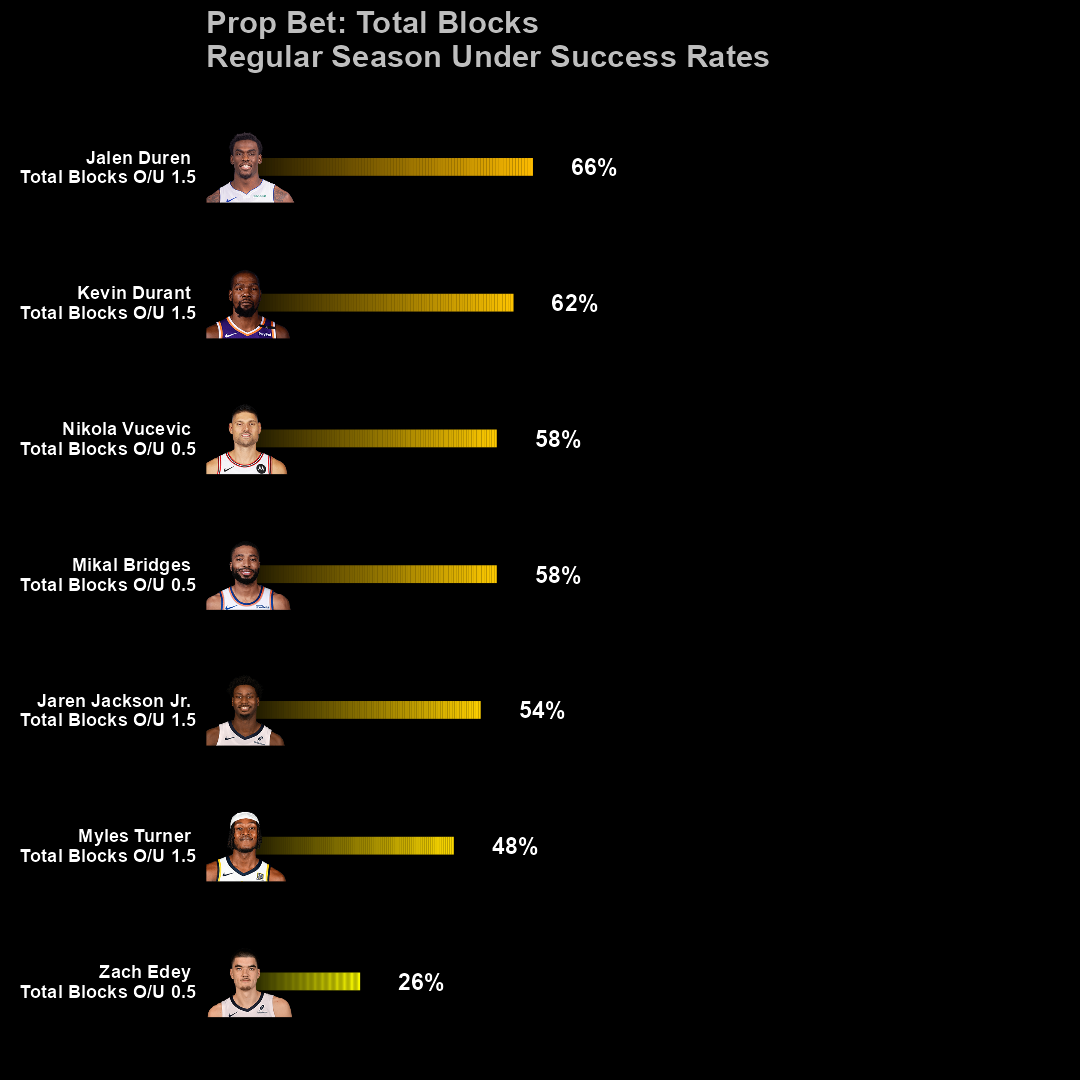 Prop Bet: Total Blocks
Regular Season Under Success Rates
Jalen Duren
Total Blocks O/U 1.5
66%
Kevin Durant
Total Blocks O/U 1.5
62%
Nikola Vucevic
Total Blocks O/U 0.5
58%
Mikal Bridges
Total Blocks O/U 0.5
58%
Jaren Jackson Jr.
Total Blocks O/U 1.5
54%
Myles Turner
Total Blocks O/U 1.5
48%
Zach Edey
Total Blocks O/U 0.5
26%